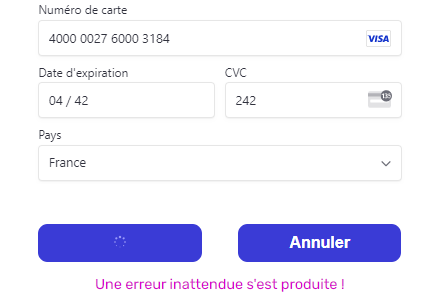 Numéro de carte
4000 0027 6000 3184 VISA
Date d'expiration CVC
04 / 42 242 135
Pays
France
Annuler
Une erreur inattendue s'est produite !